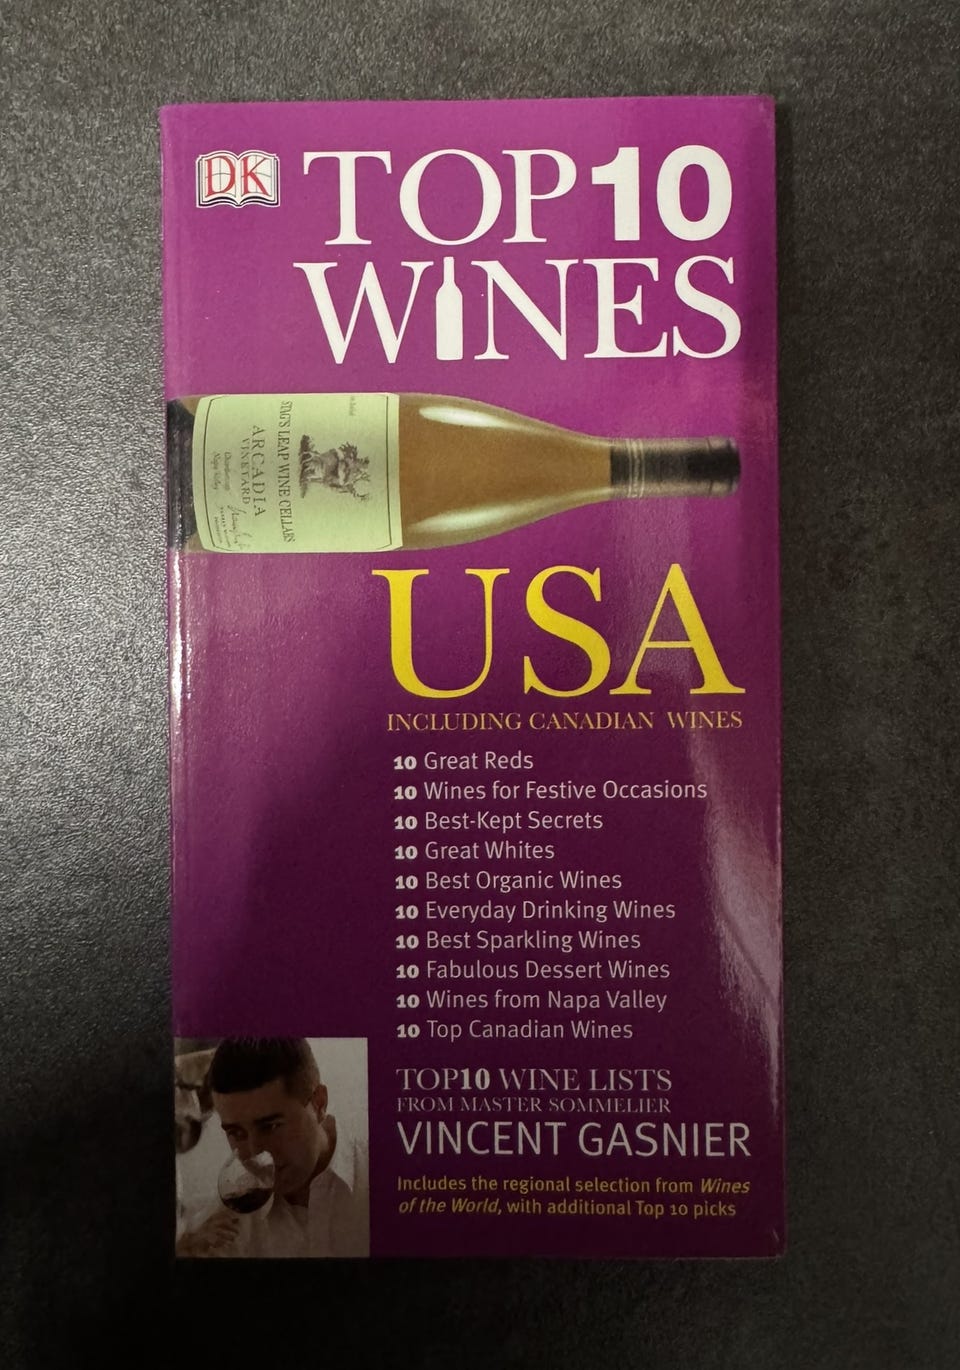 DK
TOP10
WINES
STAG'S LEAP WINE CELLARS
ARCADIA
VINEYARD
Chardonnay
Napa Valley
USA
INCLUDING CANADIAN WINES
10 Great Reds
10 Wines for Festive Occasions
10 Best-Kept Secrets
10 Great Whites
10 Best Organic Wines
10 Everyday Drinking Wines
10 Best Sparkling Wines
10 Fabulous Dessert Wines
10 Wines from Napa Valley
10 Top Canadian Wines
TOP10 WINE LISTS
FROM MASTER SOMMELIER
VINCENT GASNIER
Includes the regional selection from Wines
of the World, with additional Top 10 picks